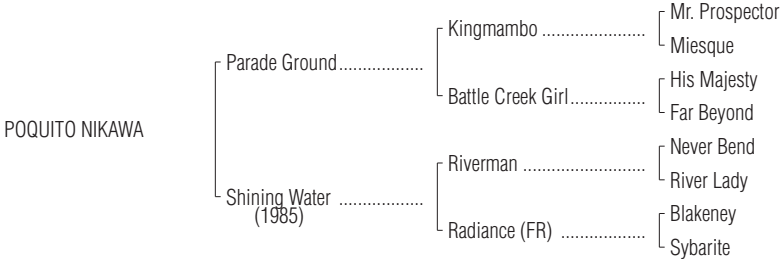 Mr. Prospector
Kingmambo ......................
Miesque
Parade Ground..................
His Majesty
Battle Creek Girl................
Far Beyond
POQUITO NIKAWA
Never Bend
Riverman ..........................
River Lady
Shining Water ..................
(1985)
Blakeney
Radiance (FR) ..................
Sybarite